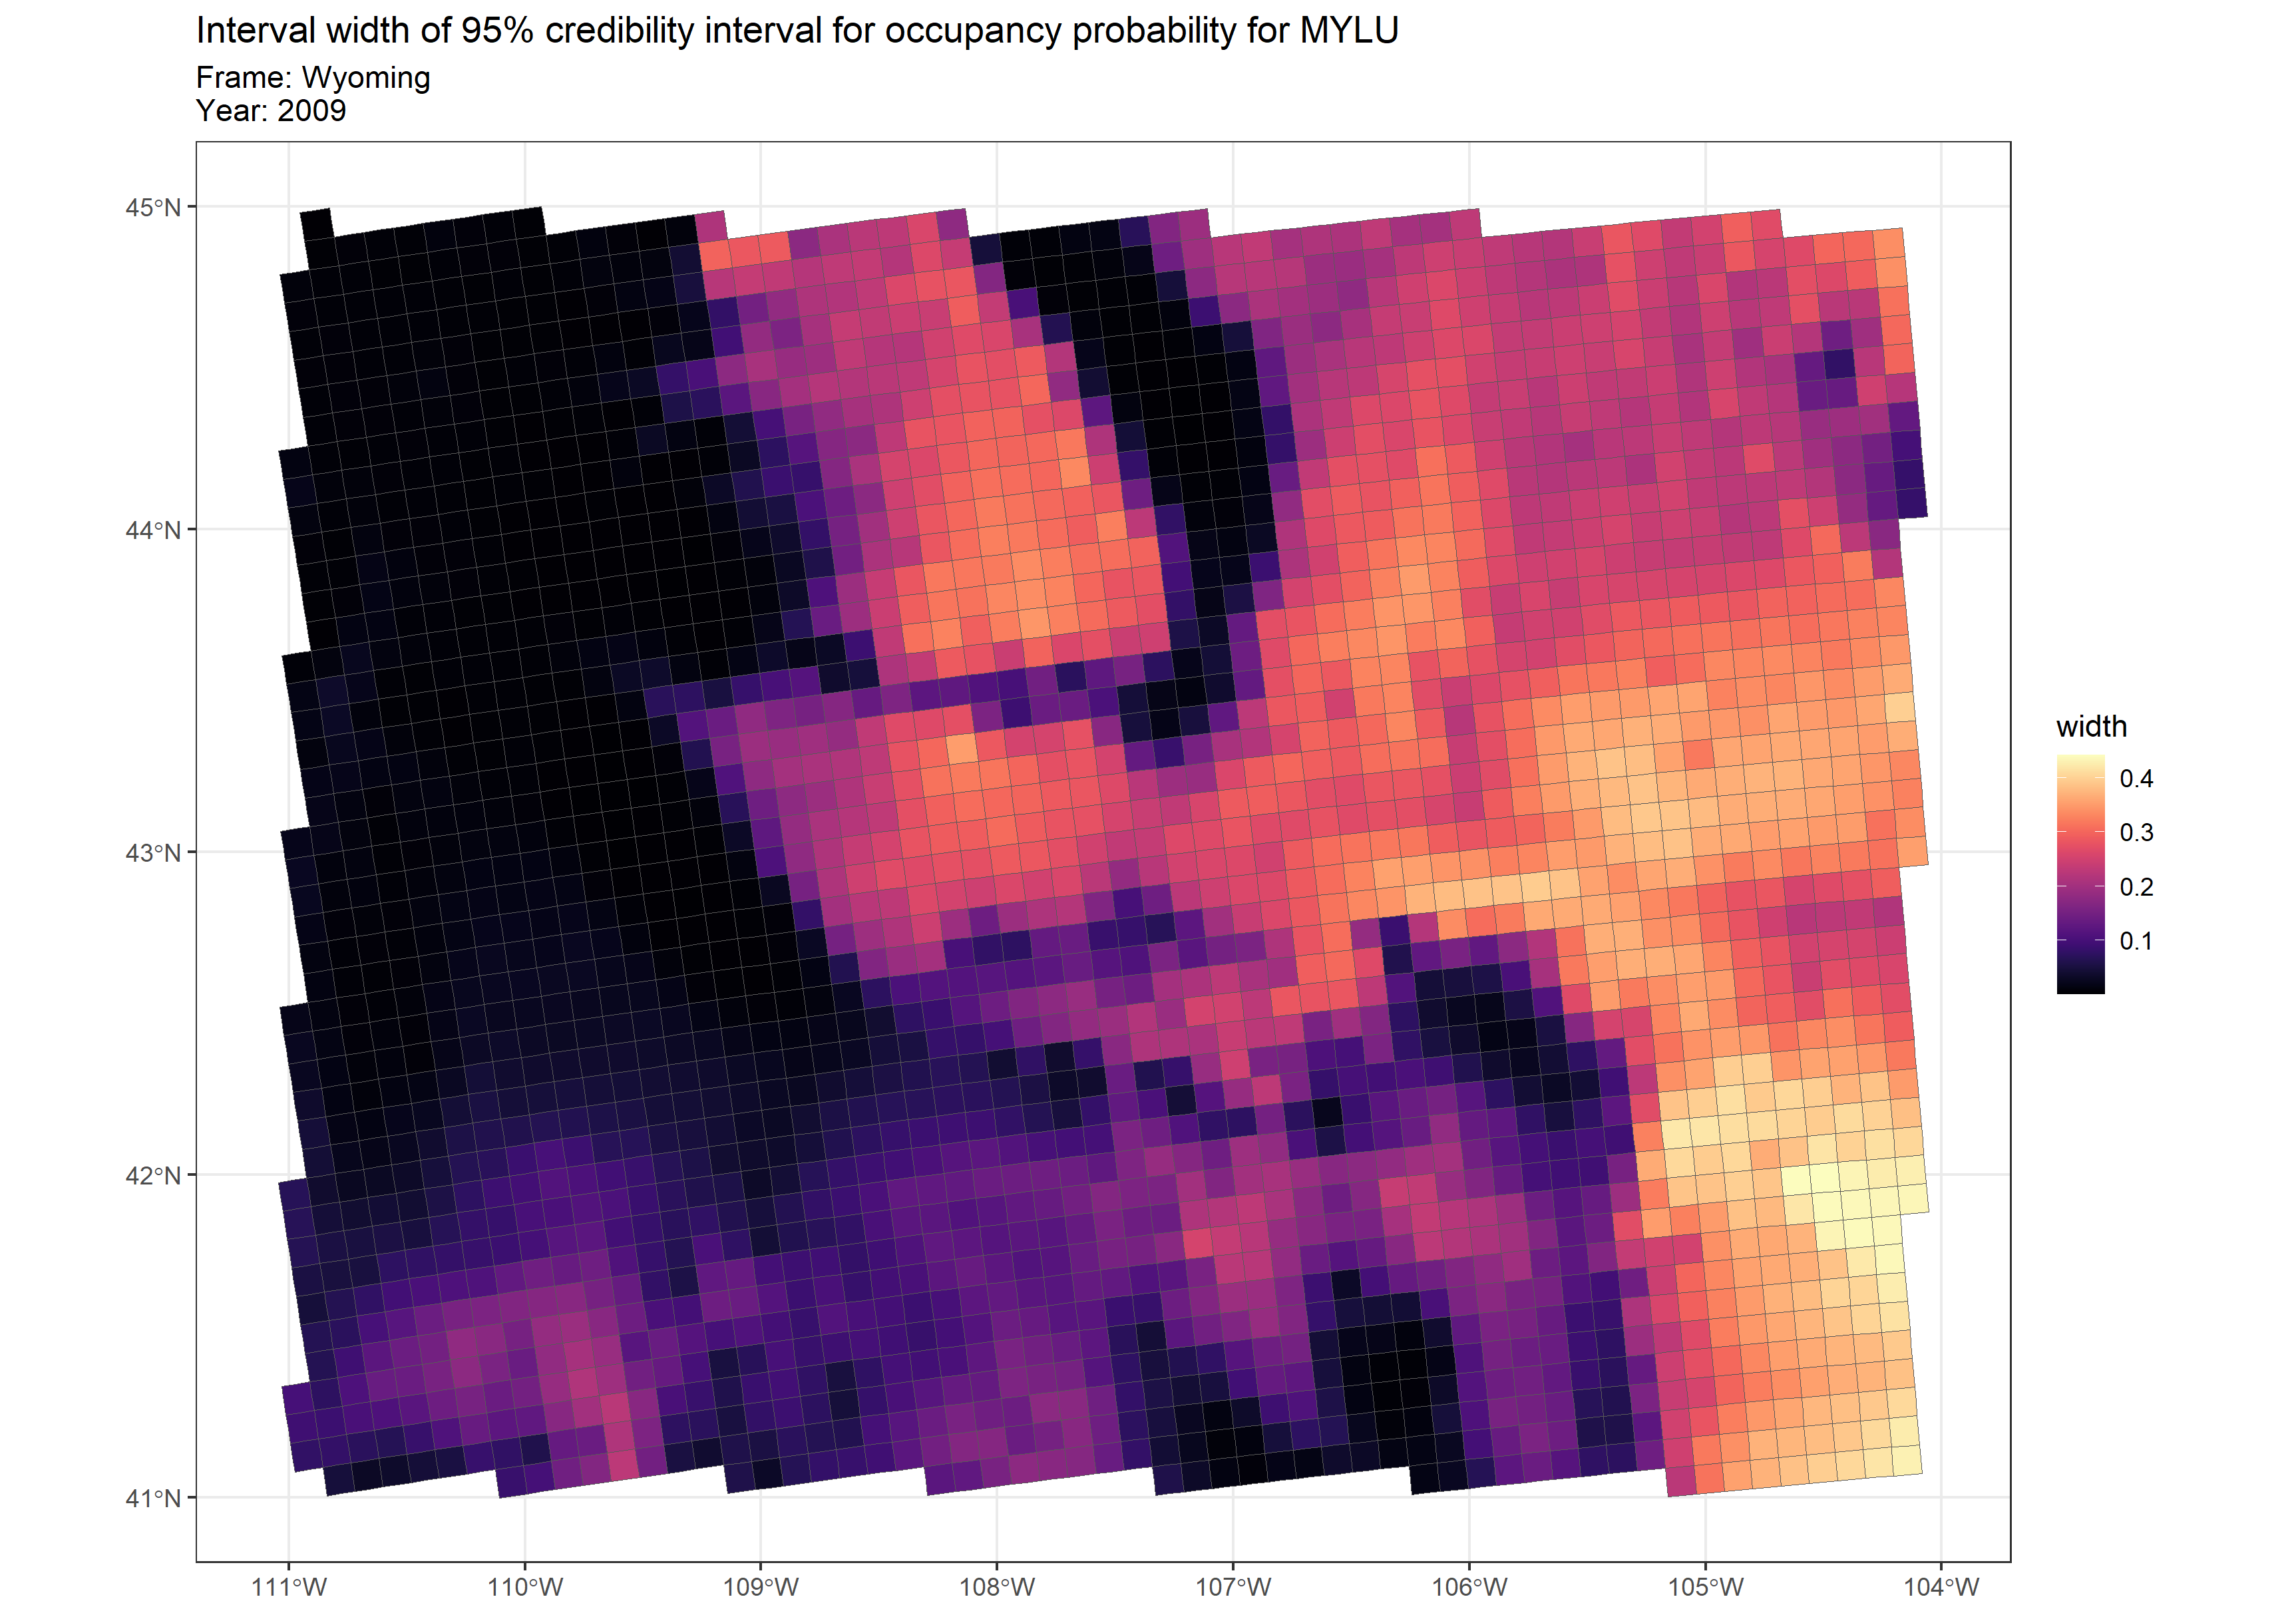 Interval width of 95% credibility interval for occupancy probability for MYLU
Frame: Wyoming
Year: 2009
45°N
44°N
43°N
42°N
41°N
111°W 110°W 109°W 108°W 107°W 106°W 105°W 104°W
width
0.4
0.3
0.2
0.1